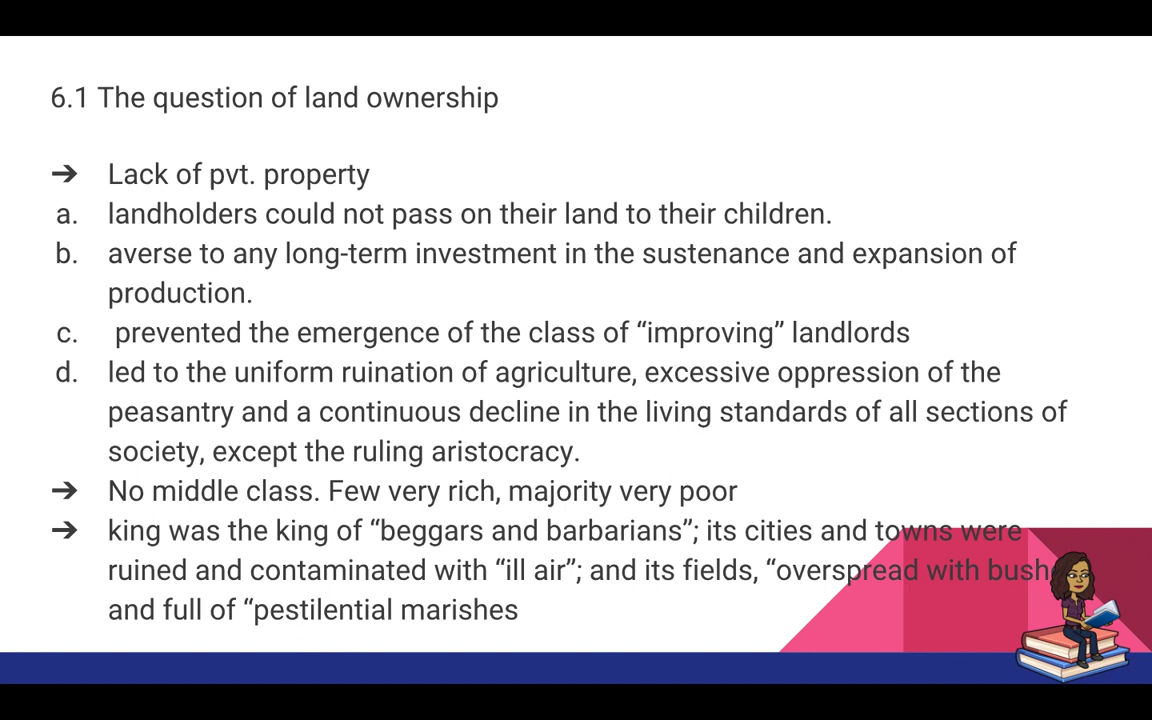 6.1 The question of land ownership
➔ Lack of pvt. property
a. landholders could not pass on their land to their children.
b. averse to any long-term investment in the sustenance and expansion of
production.
c. prevented the emergence of the class of “improving” landlords
d. led to the uniform ruination of agriculture, excessive oppression of the
peasantry and a continuous decline in the living standards of all sections of
society, except the ruling aristocracy.
➔ No middle class. Few very rich, majority very poor
➔ king was the king of “beggars and barbarians”; its cities and towns were
ruined and contaminated with “ill air”; and its fields, “overspread with
and full of “pestilential marishes